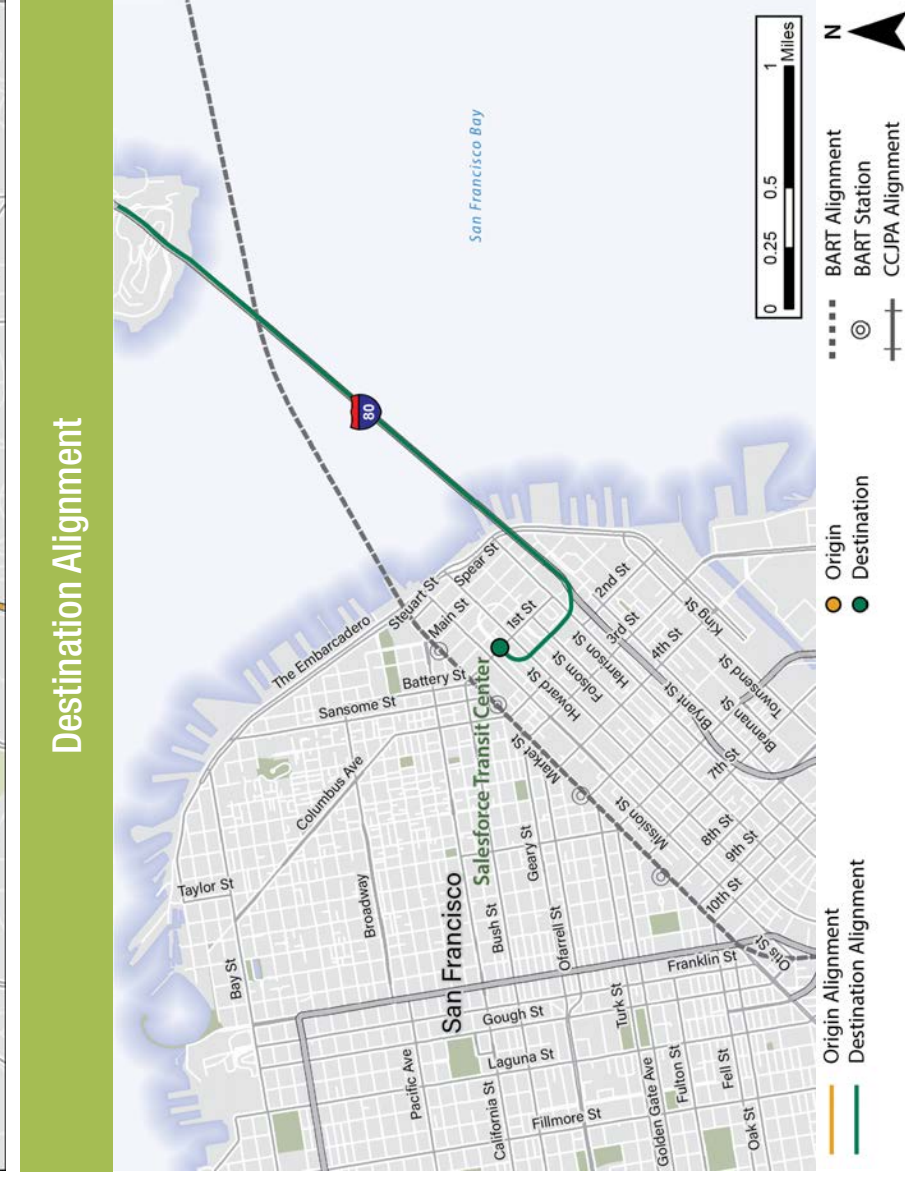 Destination Alignment
San Francisco Bay
80
The Embarcadero
Steuart St
Spear St
Main St
1st St
2nd St
3rd St
4th St
King St
Battery St
Sansome St
Columbus Ave
Taylor St
Broadway
Bay St
San Francisco
Salesforce Transit Center
Howard St
Folsom St
Harrison St
Bryant St
Brannan St
Townsend St
7th St
8th St
9th St
10th St
Market St
Mission St
Geary St
Bush St
Ofarrell St
Franklin St
Otis St
Gough St
Turk St
Laguna St
Pacific Ave
California St
Fillmore St
Golden Gate Ave
Fulton St
Fell St
Oak St
0 0.25 0.5 1
Miles
Origin Alignment
Destination Alignment
Origin
Destination
BART Alignment
BART Station
CCJPA Alignment
N